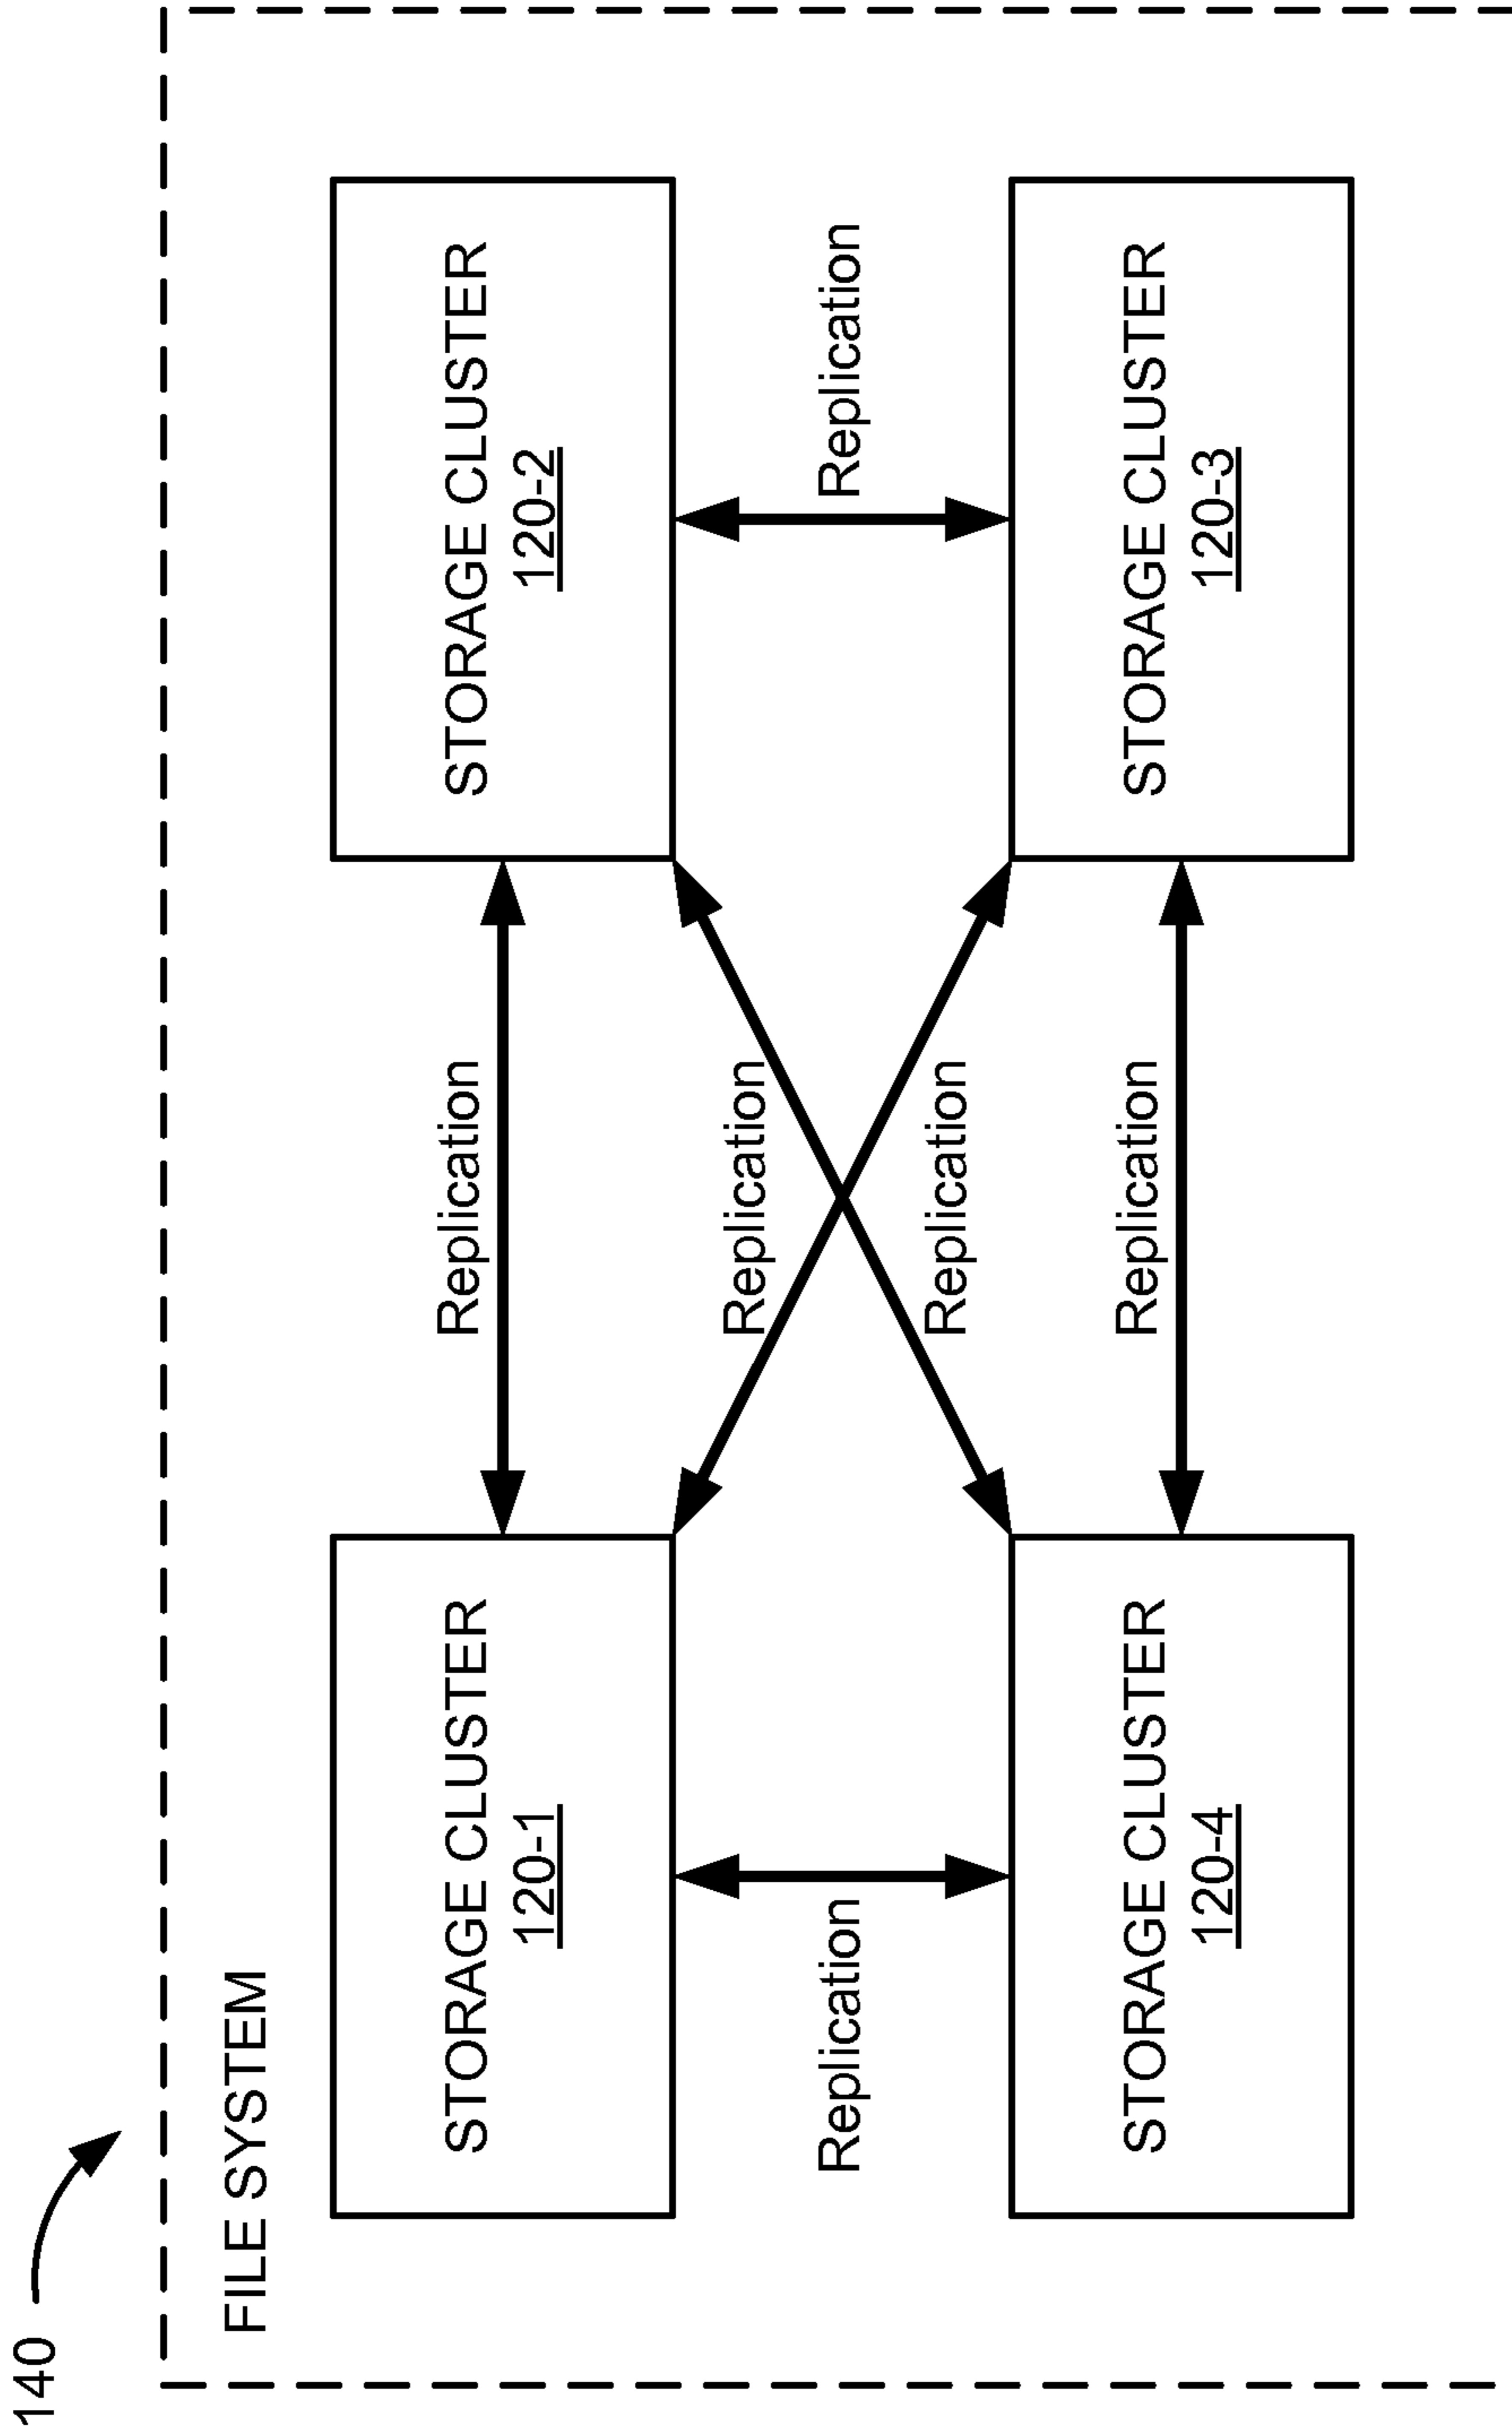 140
FILE SYSTEM
STORAGE CLUSTER
120-1
Replication
STORAGE CLUSTER
120-2
Replication
Replication
Replication
Replication
STORAGE CLUSTER
120-4
Replication
STORAGE CLUSTER
120-3